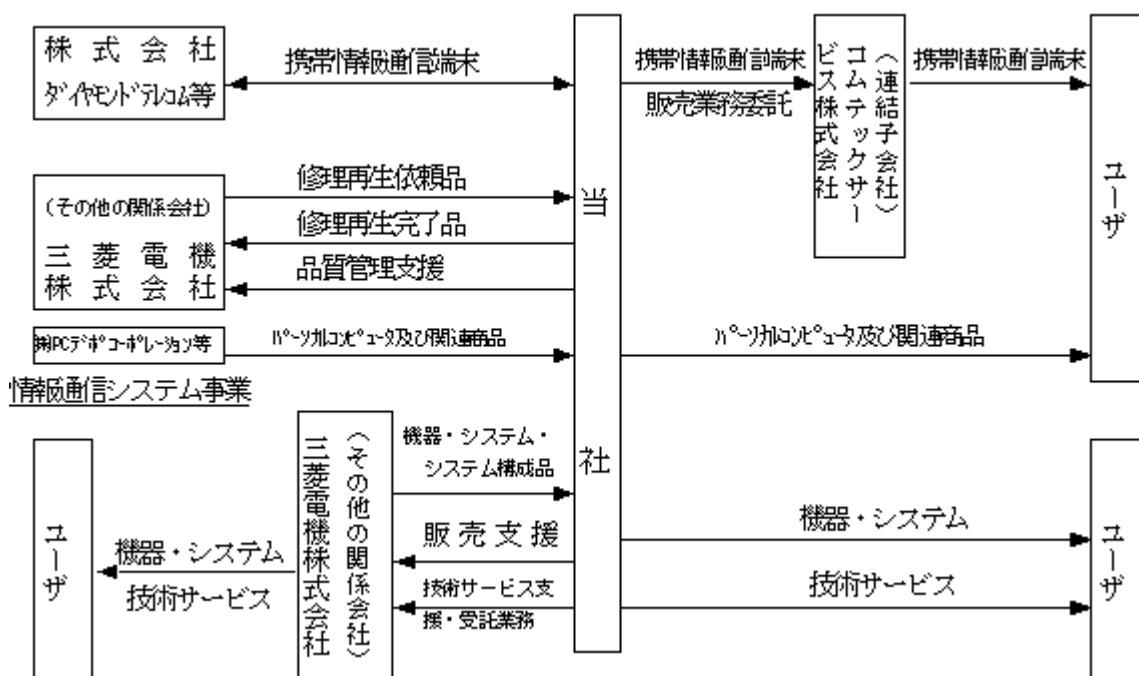 株式会社
ダイヤモンドテレコム等
携帯情報通信端末
携帯情報通信端末
販売業務委託
コムテックサー
ビス株式会社
(連結子会社)
携帯情報通信端末
ユーザ
(その他の関係会社)
三菱電機
株式会社
修理再生依頼品
修理再生完了品
品質管理支援
当社
㈱PCデポコーポレーション等
パーソナルコンピュータ及び関連商品
パーソナルコンピュータ及び関連商品
情報通信システム事業
ユーザ
機器・システム
技術サービス
(その他の関係会社)
三菱電機株式会社
機器・システム・
システム構成品
販売支援
技術サービス支
援・受託業務
機器・システム
技術サービス
ユーザ